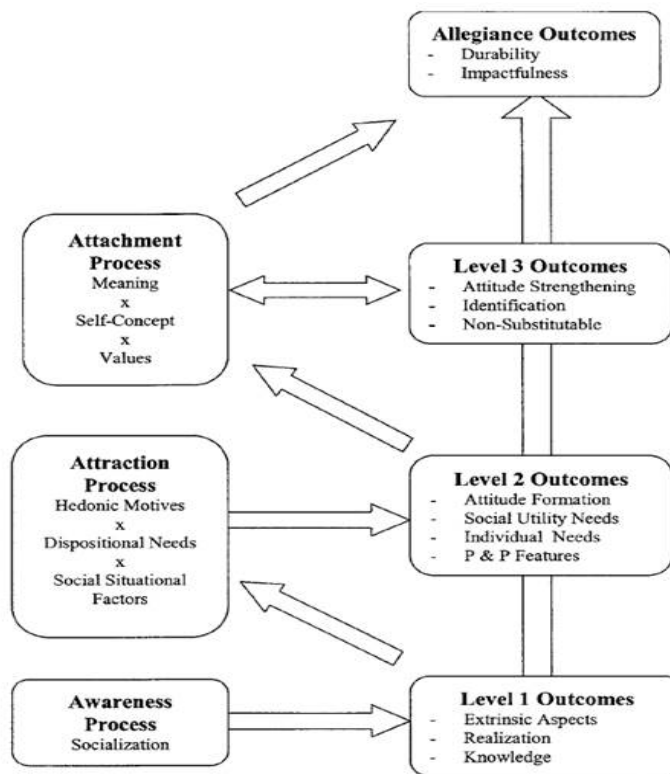 Allegiance Outcomes
- Durability
- Impactfulness
Attachment
Process
Meaning
x
Self-Concept
x
Values
Level 3 Outcomes
- Attitude Strengthening
- Identification
- Non-Substitutable
Attraction
Process
Hedonic Motives
x
Dispositional Needs
x
Social Situational
Factors
Level 2 Outcomes
- Attitude Formation
- Social Utility Needs
- Individual Needs
- P & P Features
Awareness
Process
Socialization
Level 1 Outcomes
- Extrinsic Aspects
- Realization
- Knowledge